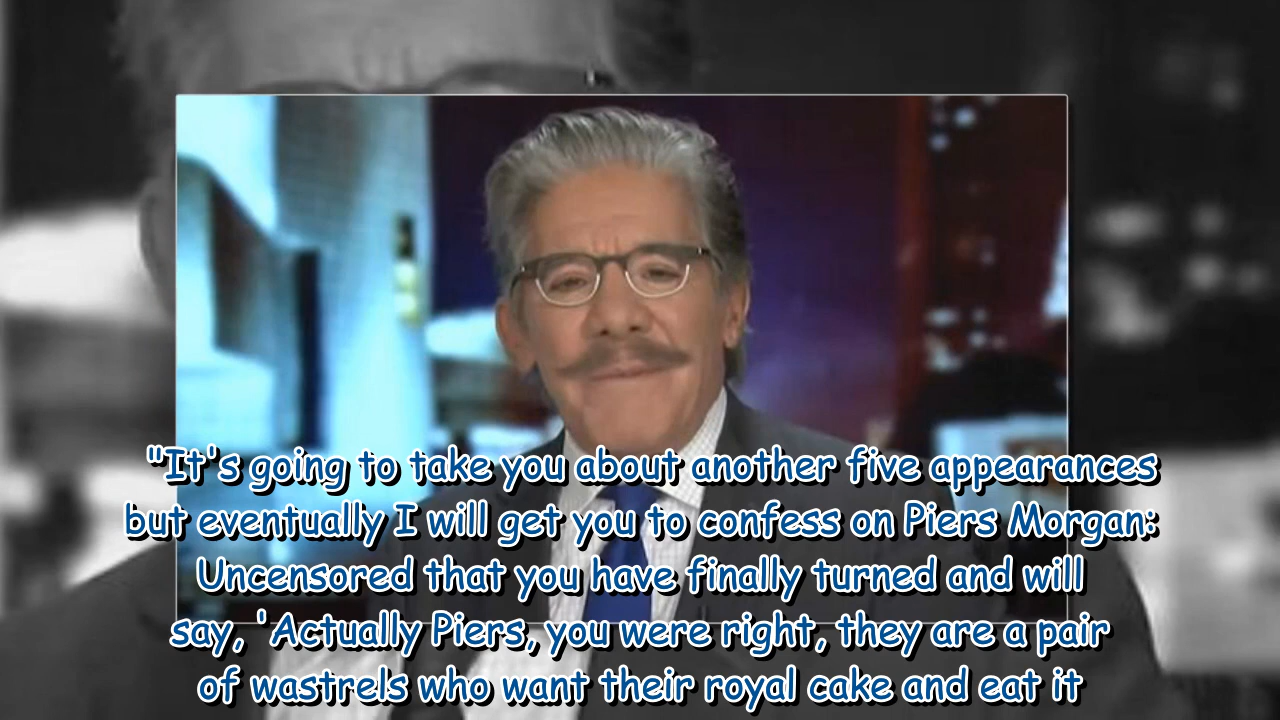 "It's going to take you about another five appearances
but eventually I will get you to confess on Piers Morgan:
Uncensored that you have finally turned and will
say, 'Actually Piers, you were right, they are a pair
of wastrels who want their royal cake and eat it